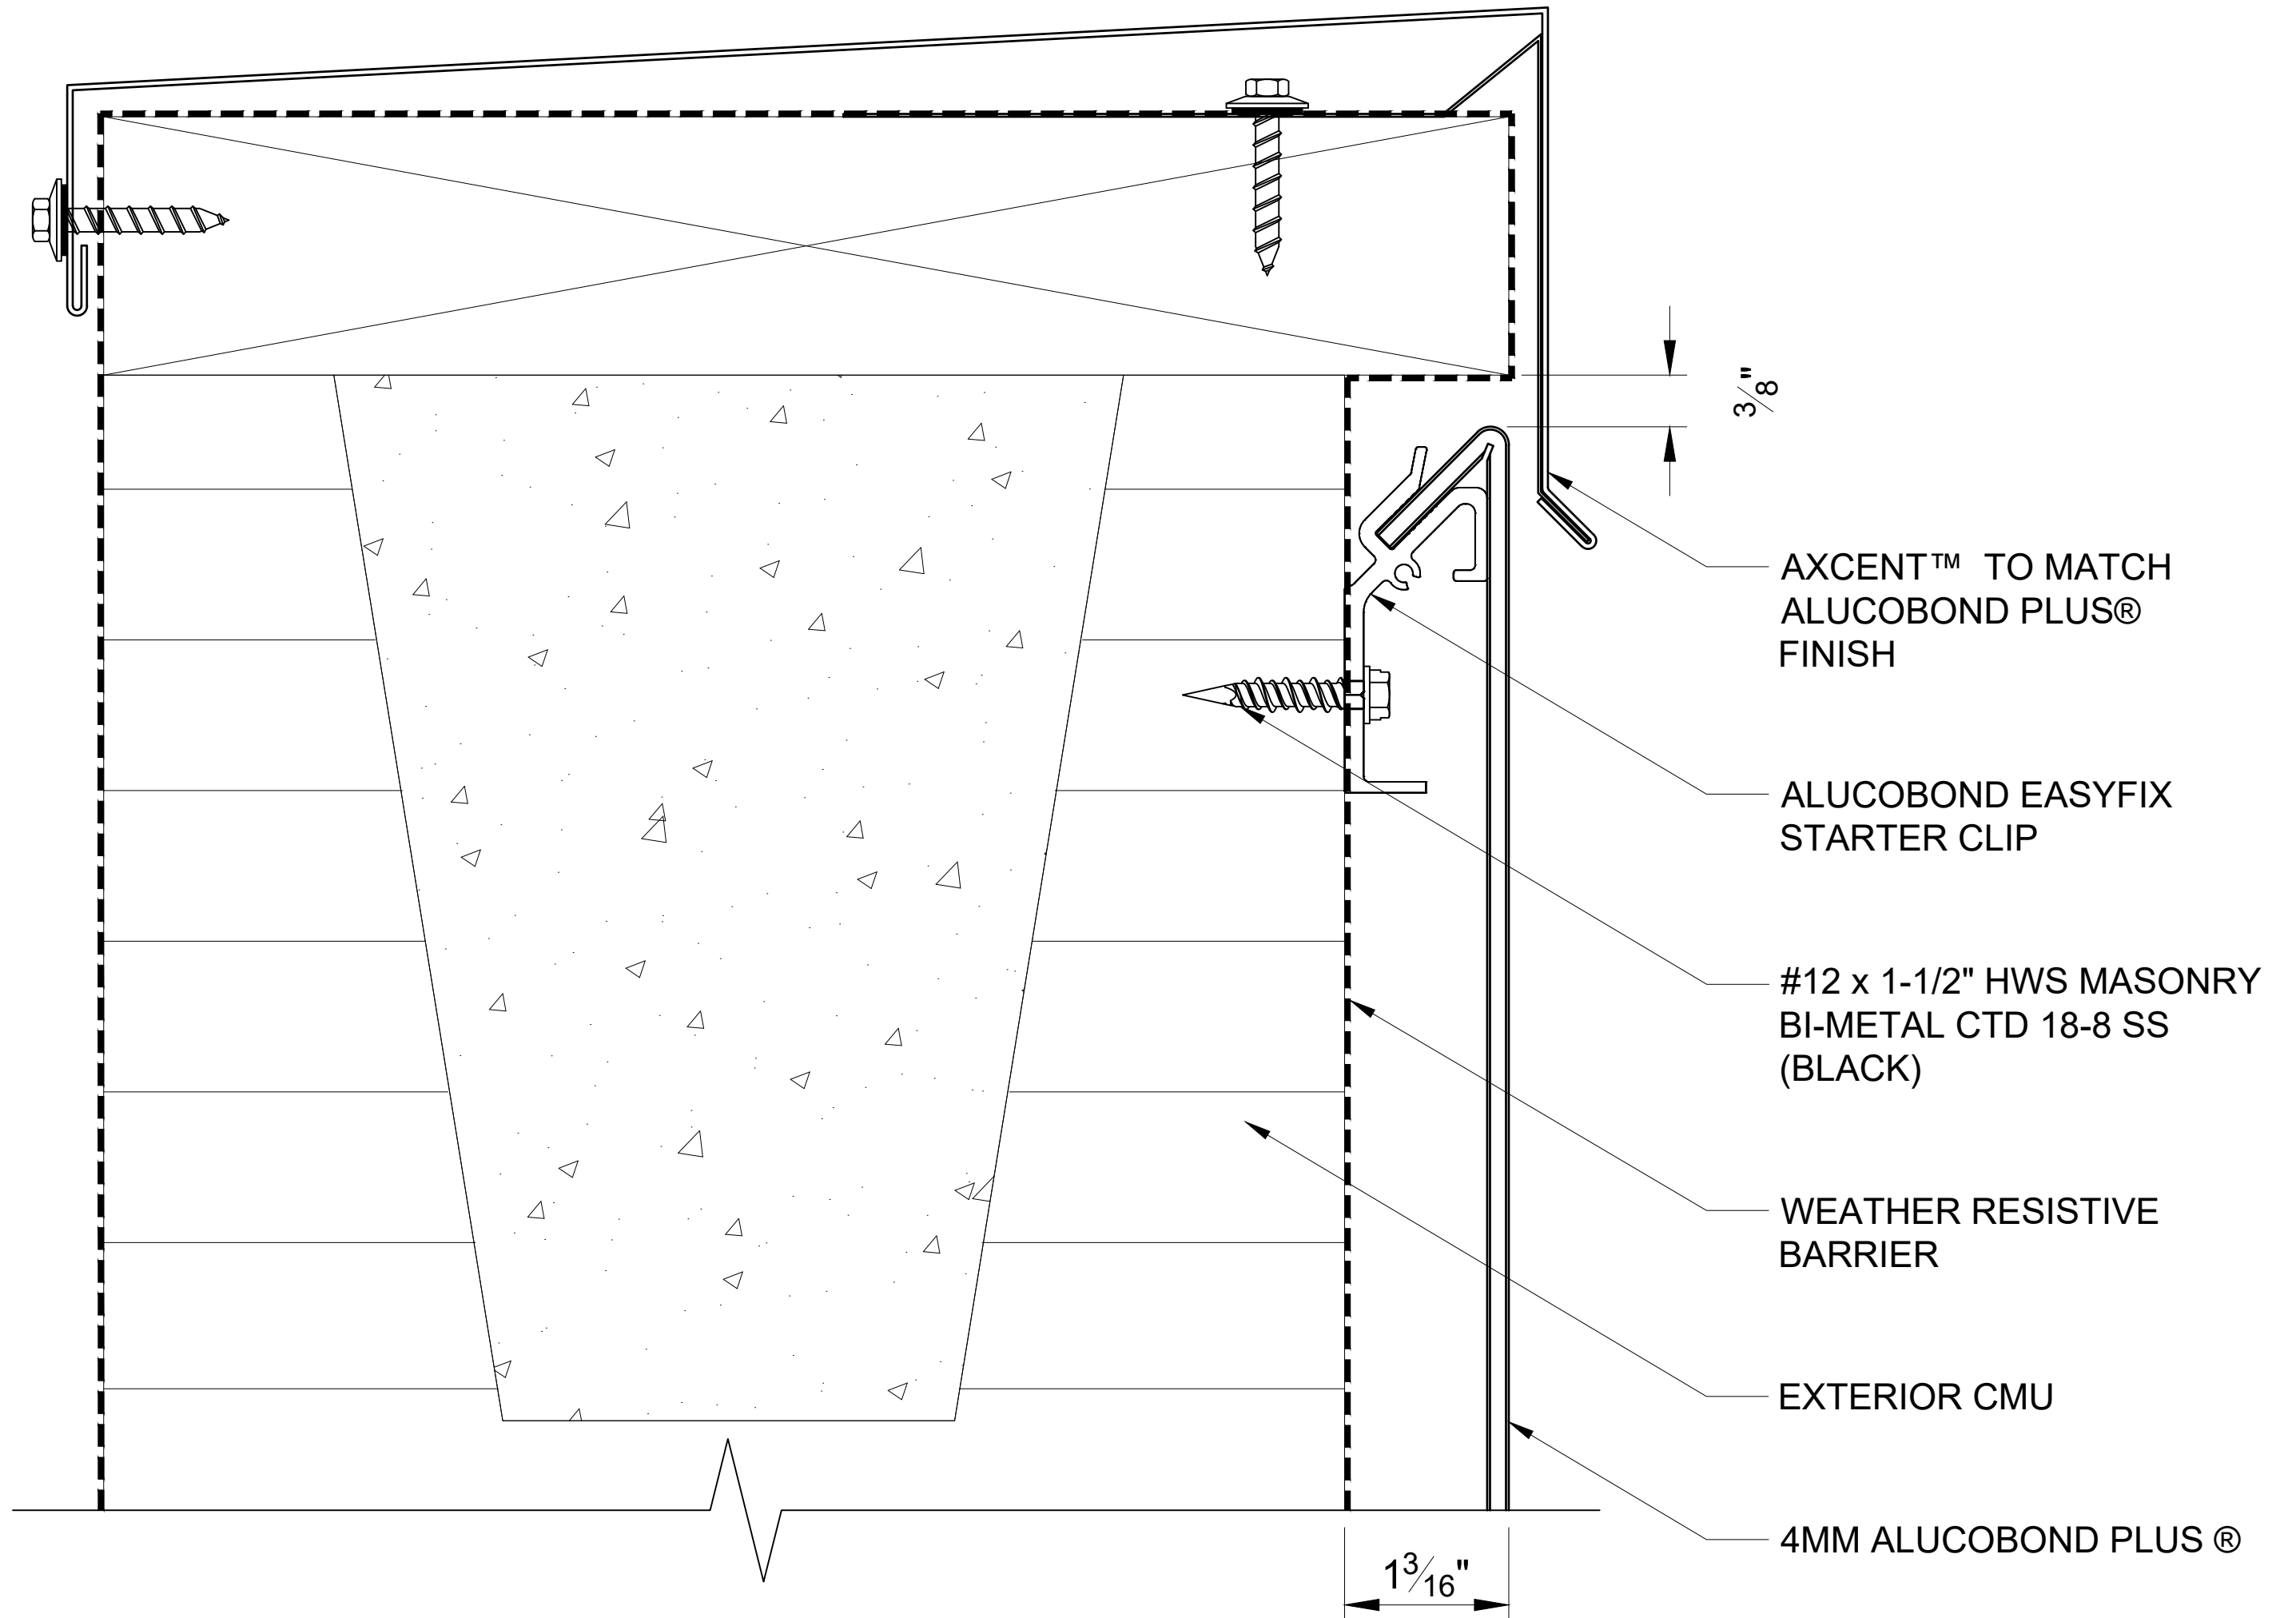 3/8"
AXCENT™ TO MATCH
ALUCOBOND PLUS®
FINISH
ALUCOBOND EASYFIX
STARTER CLIP
#12 x 1-1/2" HWS MASONRY
BI-METAL CTD 18-8 SS
(BLACK)
WEATHER RESISTIVE
BARRIER
EXTERIOR CMU
4MM ALUCOBOND PLUS ®
1 3/16"